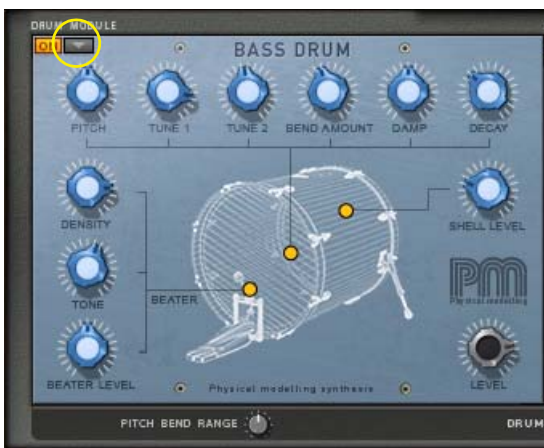 DRUM MODULE
ON
BASS DRUM
PITCH TUNE 1 TUNE 2 BEND AMOUNT DAMP DECAY
DENSITY
SHELL LEVEL
TONE
BEATER
PM
Physical modelling
BEATER LEVEL
LEVEL
Physical modelling synthesis
PITCH BEND RANGE
DRUM